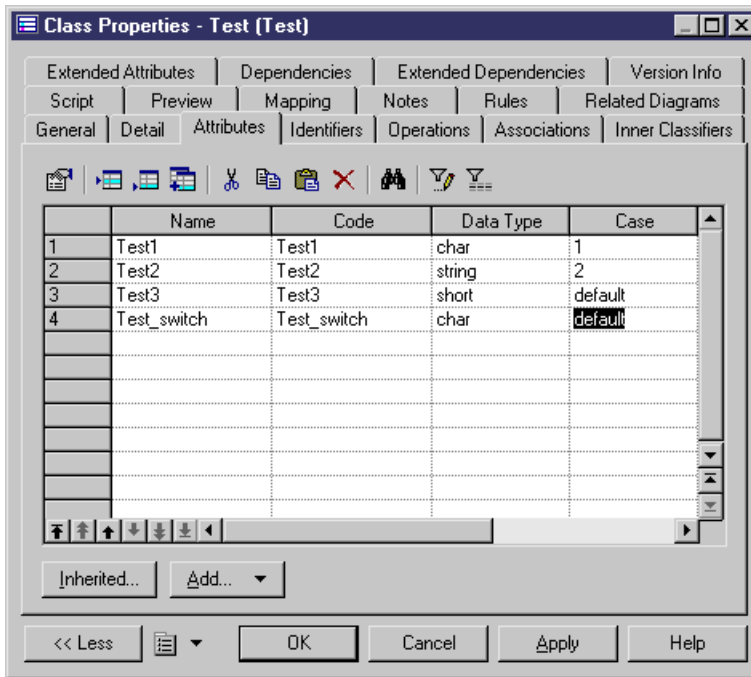 Class Properties - Test (Test)
Extended Attributes Dependencies Extended Dependencies Version Info
Script Preview Mapping Notes Rules Related Diagrams
General Detail Attributes Identifiers Operations Associations Inner Classifiers
Name Code Data Type Case
1 Test1 Test1 char 1
2 Test2 Test2 string 2
3 Test3 Test3 short default
4 Test_switch Test_switch char default
Inherited... Add...
<< Less OK Cancel Apply Help